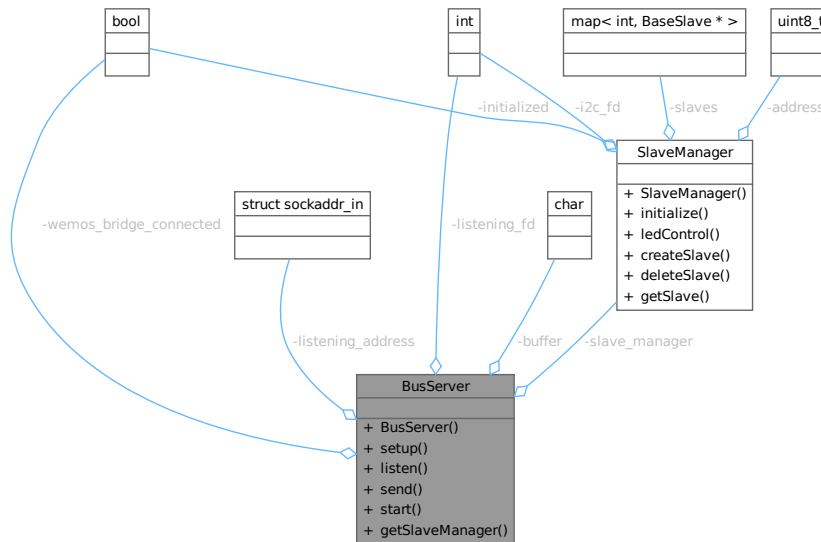 bool
int
map< int, BaseSlave * >
uint8_t
-initialized
-i2c_fd
-slaves
-address
SlaveManager
+ SlaveManager()
+ initialize()
+ ledControl()
+ createSlave()
+ deleteSlave()
+ getSlave()
struct sockaddr_in
char
-wemos_bridge_connected
-listening_fd
-listening_address
-buffer
-slave_manager
BusServer
+ BusServer()
+ setup()
+ listen()
+ send()
+ start()
+ getSlaveManager()